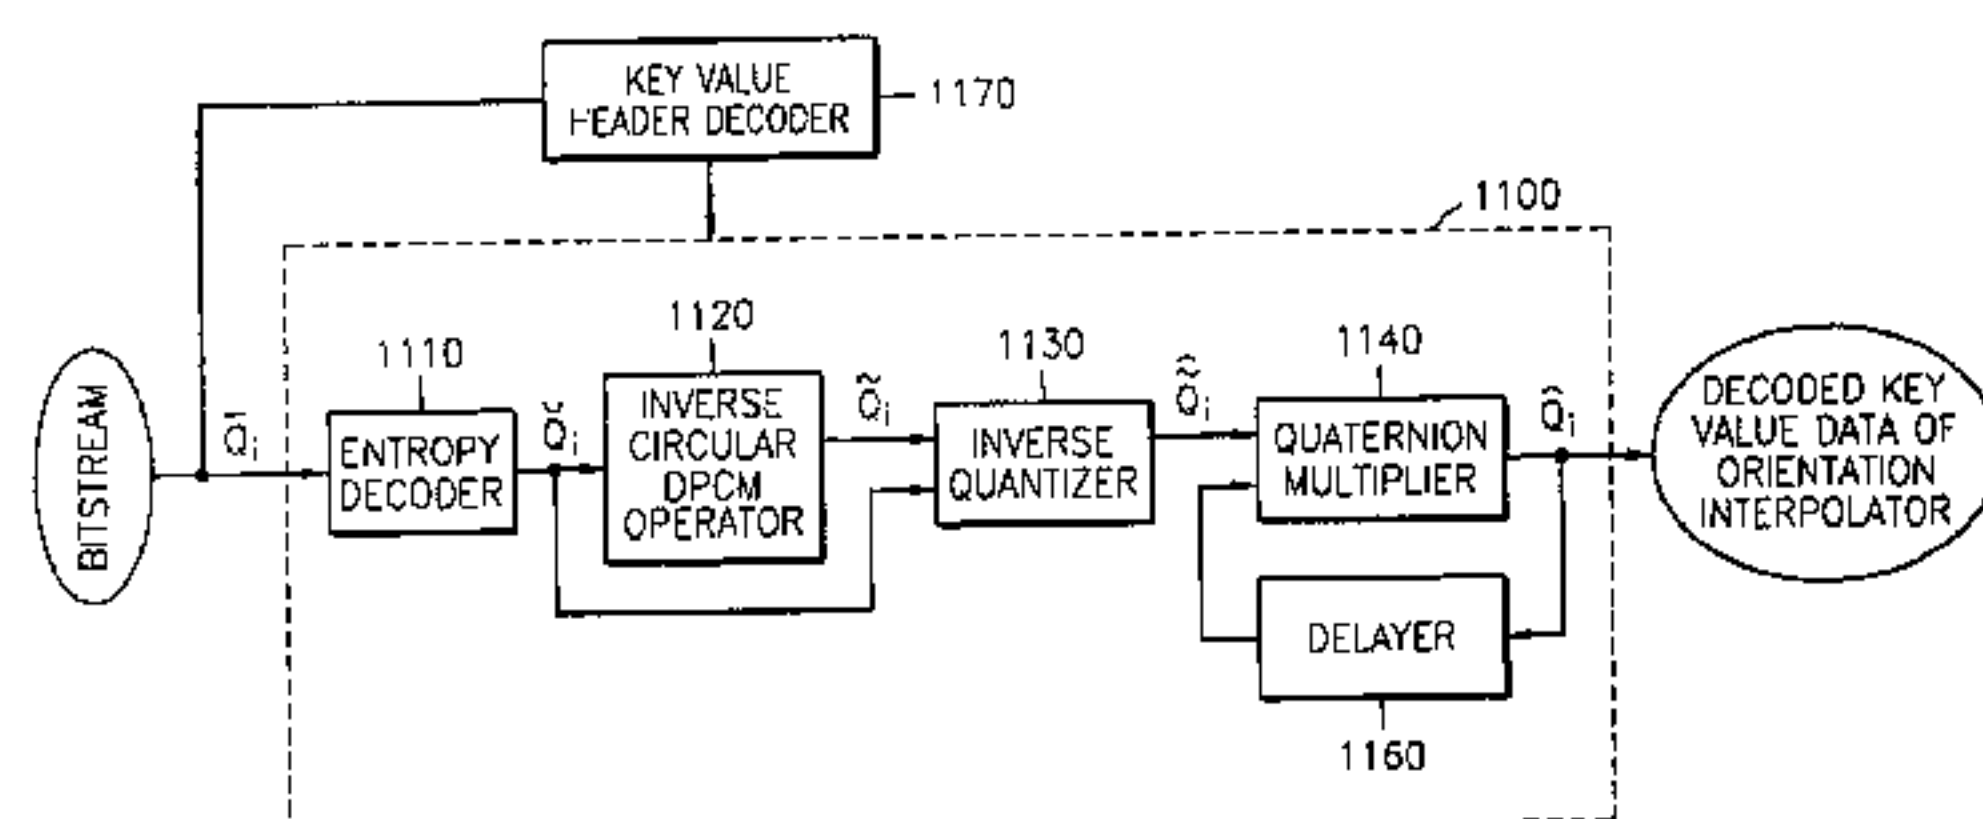 KEY VALUE
HEADER DECODER
1170
1100
BITSTREAM
1110
ENTROPY
DECODER
1120
INVERSE
CIRCULAR
DPCM
OPERATOR
1130
INVERSE
QUANTIZER
1140
QUATERNION
MULTIPLIER
DELAYER
1160
DECODED KEY
VALUE DATA OF
ORIENTATION
INTERPOLATOR